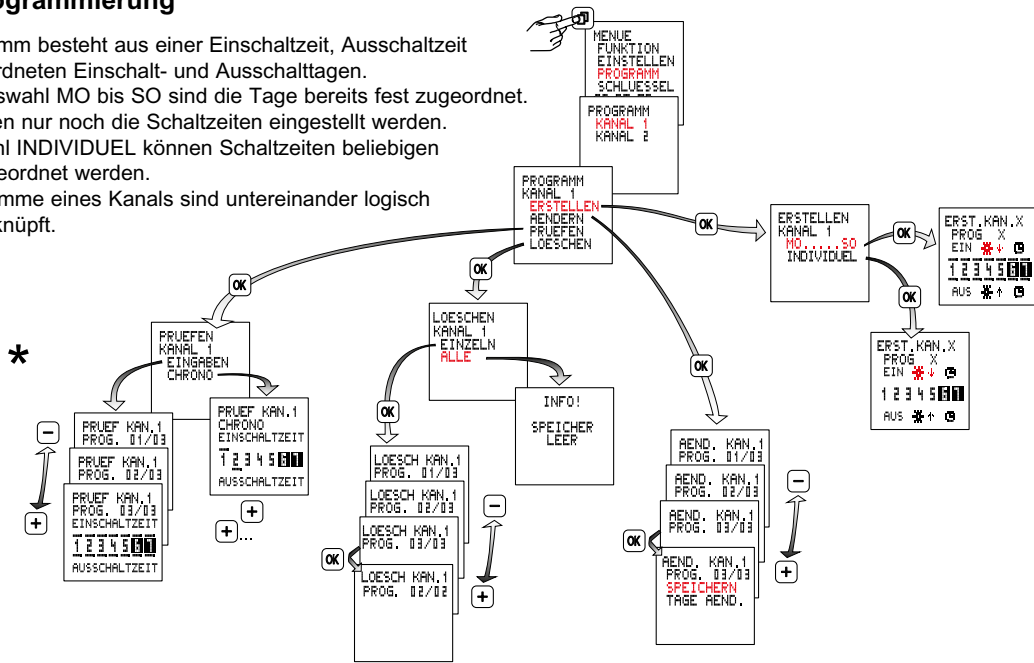 ogrammierung
amm besteht aus einer Einschaltzeit, Ausschaltzeit
ordneten Einschalt- und Ausschalttagen.
swahl MO bis SO sind die Tage bereits fest zugeordnet.
en nur noch die Schaltzeiten eingestellt werden.
hl INDIVIDUEL können Schaltzeiten beliebigen
geordnet werden.
mme eines Kanals sind untereinander logisch
knüpft.
MENUE
FUNKTION
EINSTELLEN
PROGRAMM
SCHLUESSEL
PROGRAMM
KANAL 1
KANAL 2
PROGRAMM
KANAL 1
ERSTELLEN
AENDERN
PRUEFEN
LOESCHEN
OK
OK
OK
OK
ERSTELLEN
KANAL 1
MO.....SO
INDIVIDUEL
OK
OK
ERST.KAN.X
PROG X
EIN ↓
1 2 3 4 5 6 7
AUS ↑
ERST.KAN.X
PROG X
EIN ↓
1 2 3 4 5 6 7
AUS ↑
*
PRUEFEN
KANAL 1
EINGABEN
CHRONO
PRUEF KAN.1
PROG. 01/03
PRUEF KAN.1
PROG. 02/03
PRUEF KAN.1
PROG. 03/03
EINSCHALTZEIT
1 2 3 4 5 6 7
AUSSCHALTZEIT
−
+
PRUEF KAN.1
CHRONO
EINSCHALTZEIT
1 2 3 4 5 6 7
AUSSCHALTZEIT
+
+...
LOESCHEN
KANAL 1
EINZELN
ALLE
OK
INFO!
SPEICHER
LEER
LOESCH KAN.1
PROG. 01/03
LOESCH KAN.1
PROG. 02/03
LOESCH KAN.1
PROG. 03/03
OK
LOESCH KAN.1
PROG. 02/02
−
+
AEND. KAN.1
PROG. 01/03
AEND. KAN.1
PROG. 02/03
AEND. KAN.1
PROG. 03/03
OK
AEND. KAN.1
PROG. 03/03
SPEICHERN
TAGE AEND.
−
+